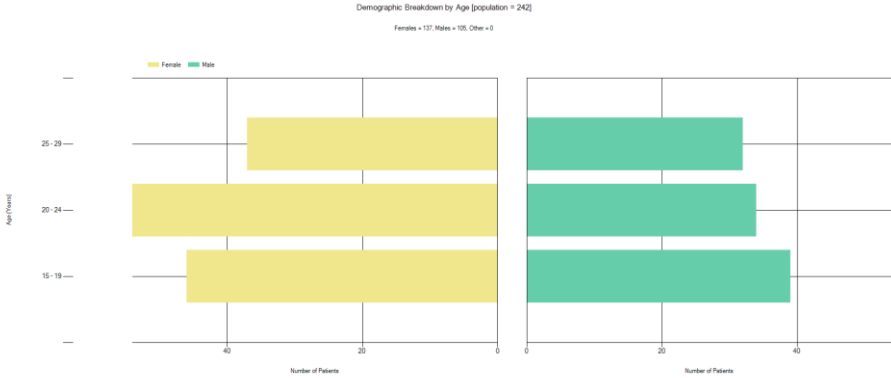 Demographic Breakdown by Age [population = 242]
Females = 137, Males = 105, Other = 0
Female Male
25 - 29
20 - 24
15 - 19
Age (Years)
40 20 0 0 20 40
Number of Patients Number of Patients